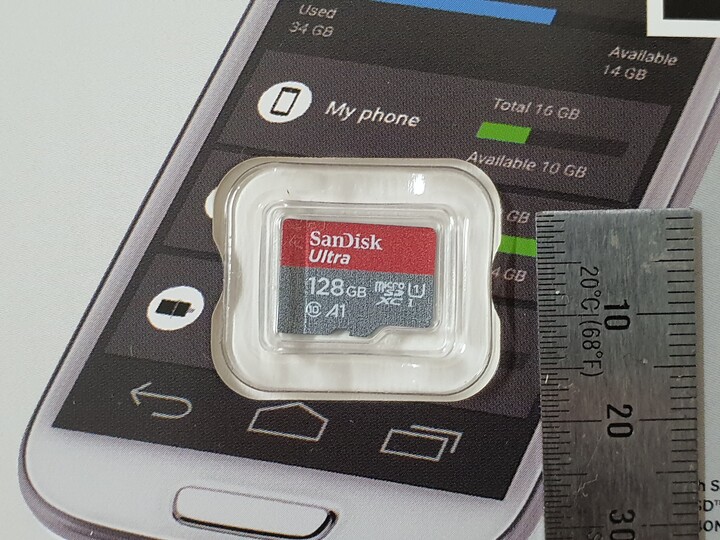 Used
34 GB
Available
14 GB
My phone
Total 16 GB
Available 10 GB
GB
4 GB
SanDisk
Ultra
128 GB
micro
SD
XC I
1
10
A1
20°C (68°F)
10
20
30